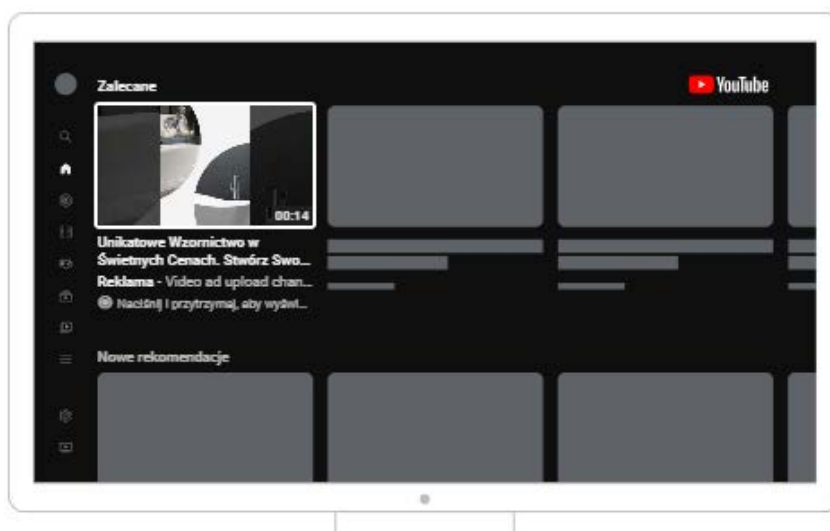 Zalecane
YouTube
00:14
Unikatowe Wzornictwo w
Świetnych Cenach. Stwórz Swo...
Reklama - Video ad upload chan...
Naciśnij i przytrzymaj, aby wyświ...
Nowe rekomendacje